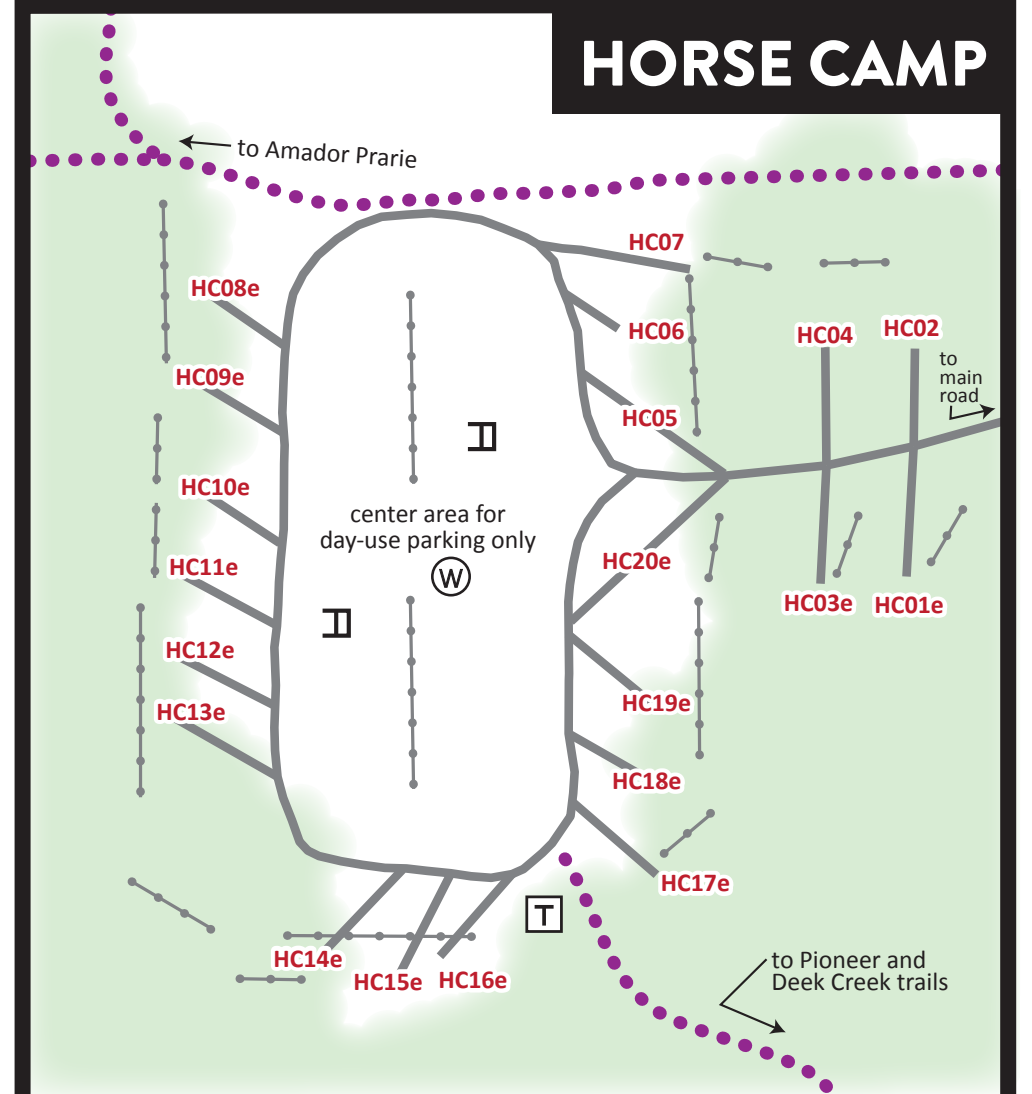 HORSE CAMP
to Amador Prarie
HC07
HC08e
HC06
HC04
HC02
to
main
road
HC09e
HC05
HC10e
center area for
day-use parking only
W
HC20e
HC11e
HC03e
HC01e
HC12e
HC19e
HC13e
HC18e
HC17e
T
HC14e
HC15e
HC16e
to Pioneer and
Deek Creek trails